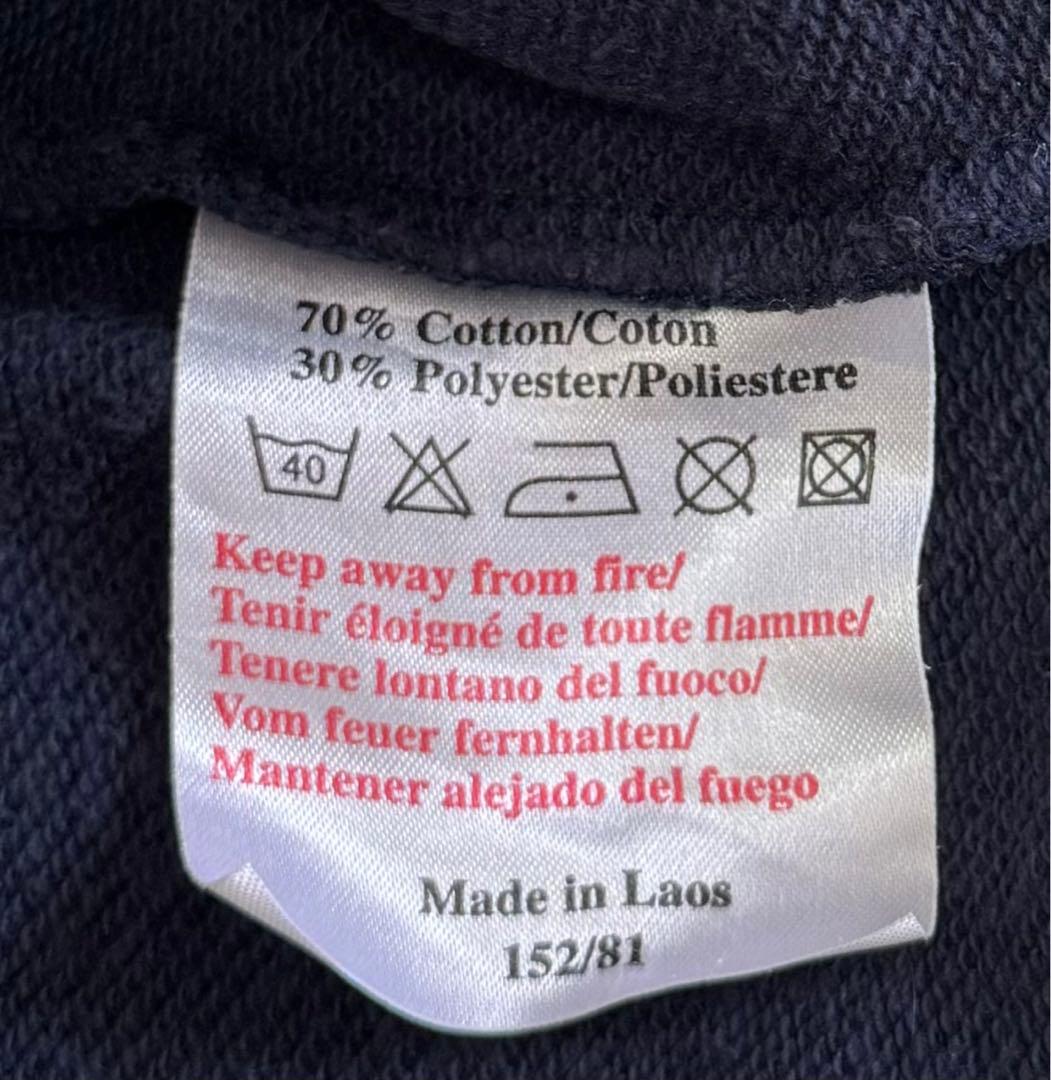 70% Cotton/Coton
30% Polyester/Poliestere
40
Keep away from fire/
Tenir éloigné de toute flamme/
Tenere lontano del fuoco/
Vom feuer fernhalten/
Mantener alejado del fuego
Made in Laos
152/81